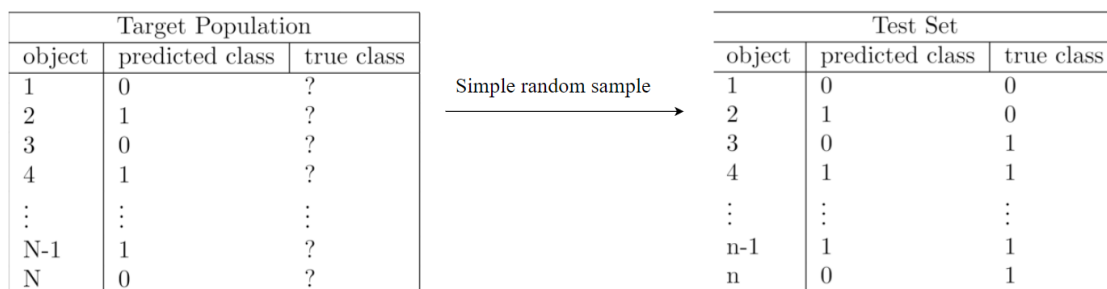 Target Population
object predicted class true class
1 0 ?
2 1 ?
3 0 ?
4 1 ?
⋮ ⋮ ⋮
N-1 1 ?
N 0 ?
Simple random sample
Test Set
object predicted class true class
1 0 0
2 1 0
3 0 1
4 1 1
⋮ ⋮ ⋮
n-1 1 1
n 0 1